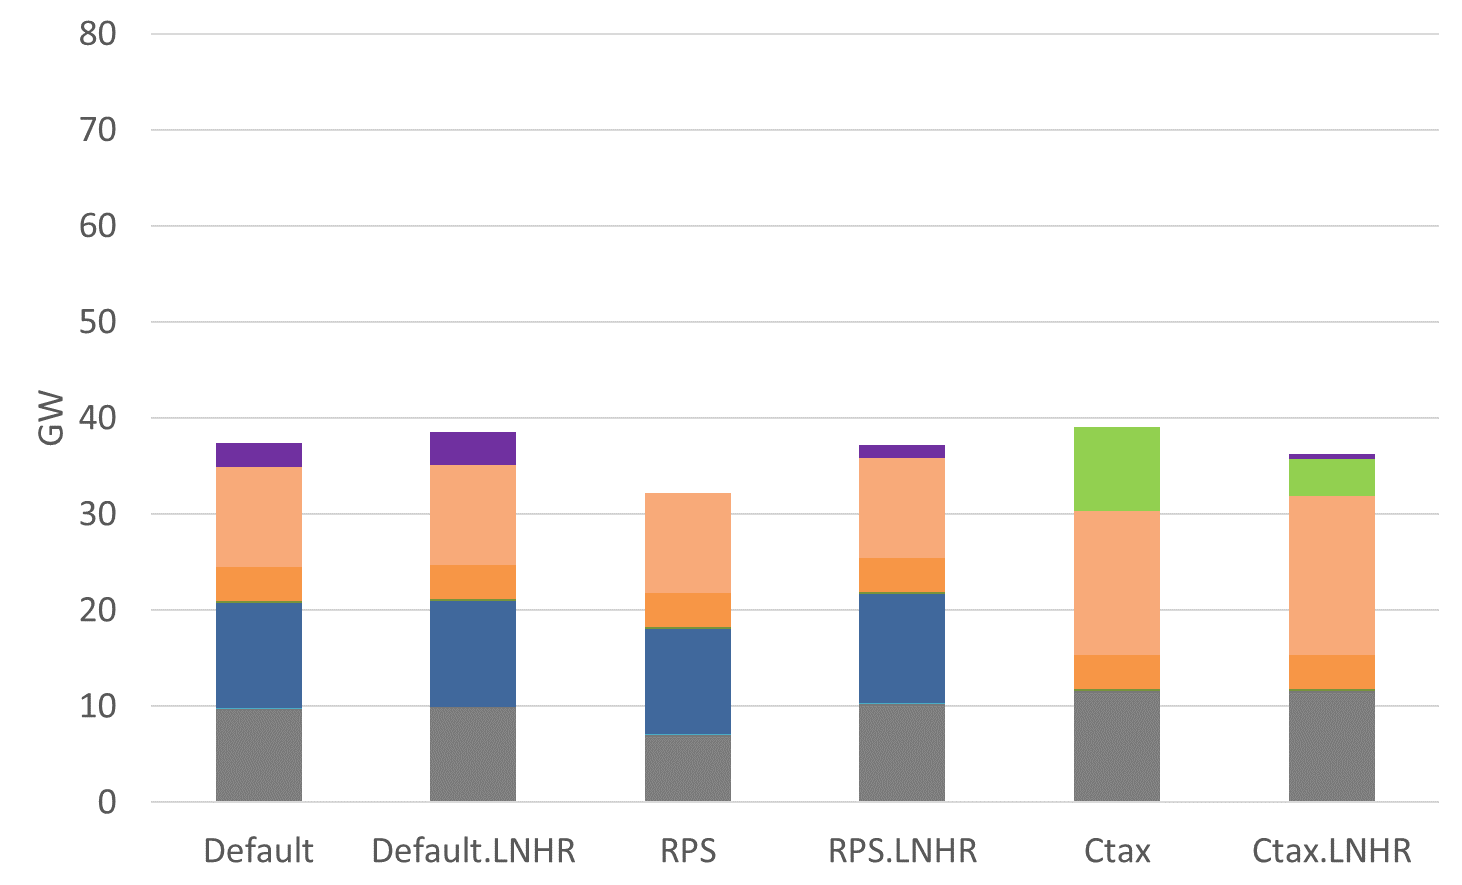 80
70
60
50
40
30
20
10
0
GW
Default
Default.LNHR
RPS
RPS.LNHR
Ctax
Ctax.LNHR